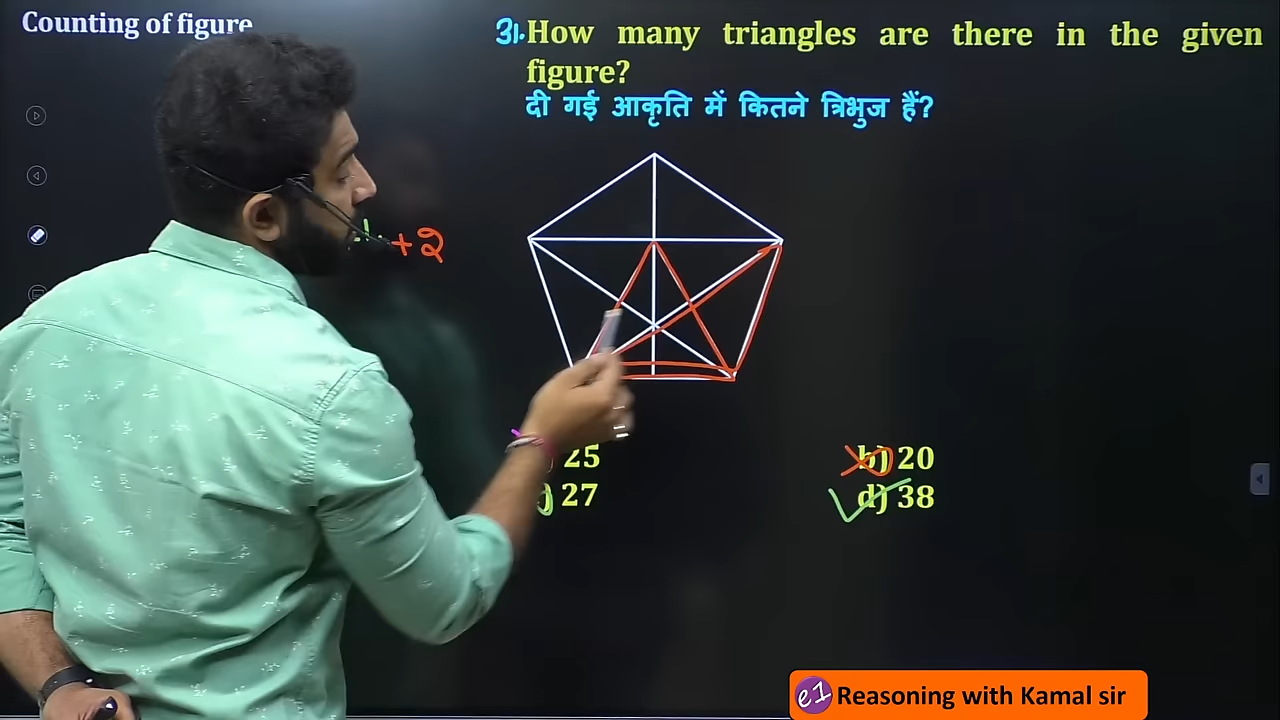 Counting of figure
31. How many triangles are there in the given
figure?
दी गई आकृति में कितने त्रिभुज हैं?
+2
25
b) 20
27
d) 38
e1 Reasoning with Kamal sir